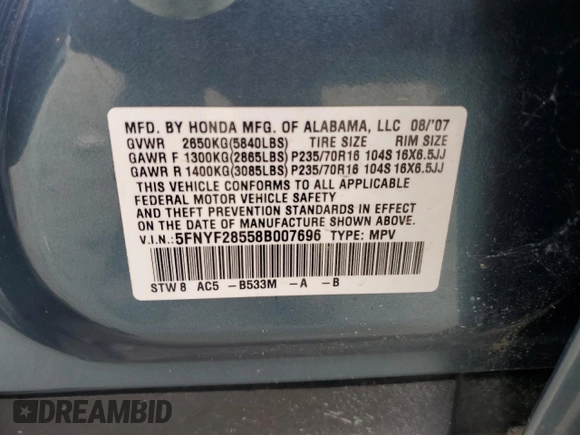 MFD. BY HONDA MFG. OF ALABAMA, LLC 08/'07
GVWR 2650KG(5840LBS) TIRE SIZE RIM SIZE
GAWR F 1300KG(2865LBS) P235/70R16 104S 16X6.5JJ
GAWR R 1400KG(3085LBS) P235/70R16 104S 16X6.5JJ
THIS VEHICLE CONFORMS TO ALL APPLICABLE
FEDERAL MOTOR VEHICLE SAFETY
AND THEFT PREVENTION STANDARDS IN EFFECT
ON THE DATE OF MANUFACTURE SHOWN ABOVE.
V.I.N.: 5FNYF28558B007696 TYPE: MPV
STW8 AC5 -B533M -A -B
DREAMBID